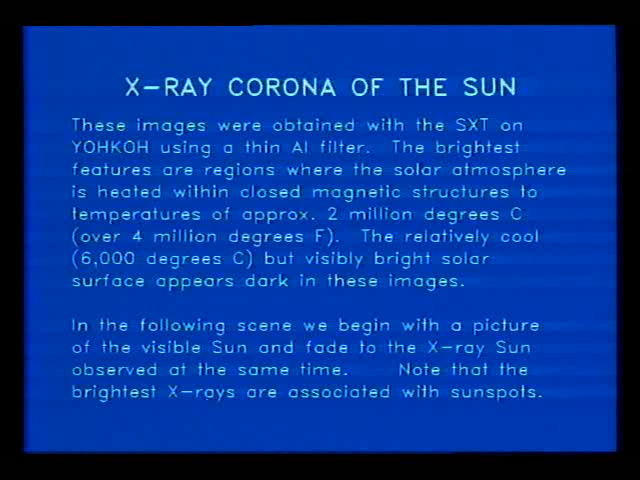 X-RAY CORONA OF THE SUN
These images were obtained with the SXT on
YOHKOH using a thin Al filter. The brightest
features are regions where the solar atmosphere
is heated within closed magnetic structures to
temperatures of approx. 2 million degrees C
(over 4 million degrees F). The relatively cool
(6,000 degrees C) but visibly bright solar
surface appears dark in these images.
In the following scene we begin with a picture
of the visible Sun and fade to the X-ray Sun
observed at the same time. Note that the
brightest X-rays are associated with sunspots.